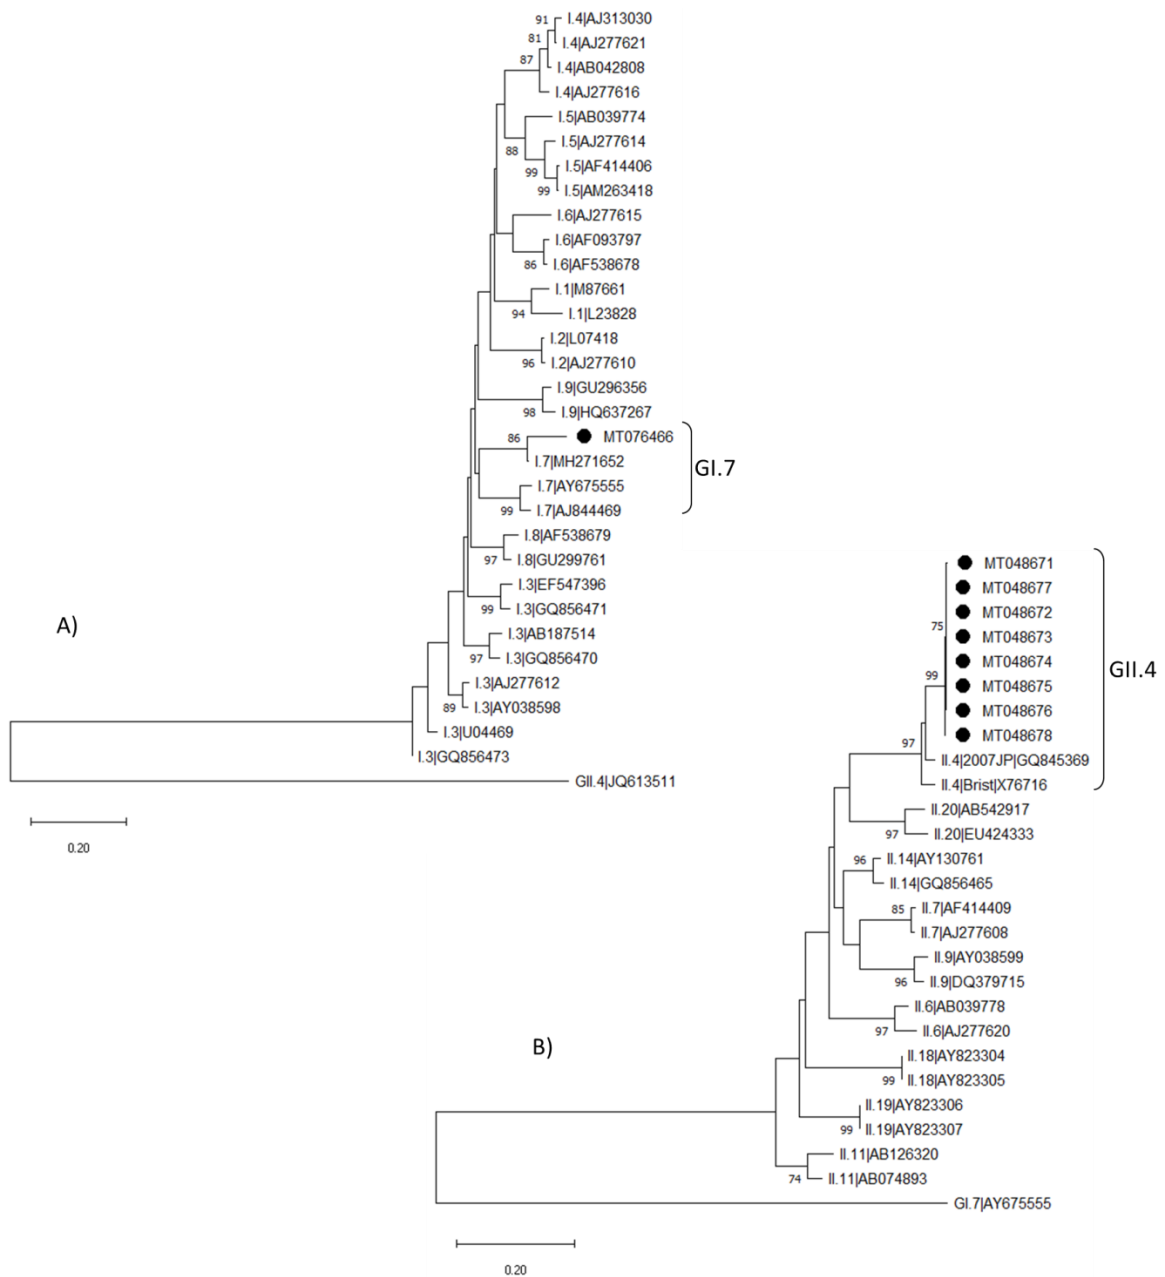 91
I.4|AJ313030
81
I.4|AJ277621
87
I.4|AB042808
I.4|AJ277616
I.5|AB039774
88
I.5|AJ277614
99
I.5|AF414406
99
I.5|AM263418
I.6|AJ277615
I.6|AF093797
86
I.6|AF538678
I.1|M87661
94
I.1|L23828
I.2|L07418
96
I.2|AJ277610
I.9|GU296356
98
I.9|HQ637267
86
MT076466
I.7|MH271652
GI.7
I.7|AY675555
99
I.7|AJ844469
I.8|AF538679
97
I.8|GU299761
I.3|EF547396
99
I.3|GQ856471
A)
I.3|AB187514
97
I.3|GQ856470
I.3|AJ277612
89
I.3|AY038598
I.3|U04469
I.3|GQ856473
GII.4|JQ613511
0.20
MT048671
MT048677
MT048672
75
MT048673
MT048674
GII.4
99
MT048675
MT048676
97
MT048678
II.4|2007JP|GQ845369
II.4|Brist|X76716
II.20|AB542917
97
II.20|EU424333
96
II.14|AY130761
II.14|GQ856465
85
II.7|AF414409
II.7|AJ277608
II.9|AY038599
96
II.9|DQ379715
II.6|AB039778
97
II.6|AJ277620
B)
II.18|AY823304
99
II.18|AY823305
II.19|AY823306
99
II.19|AY823307
II.11|AB126320
74
II.11|AB074893
GI.7|AY675555
0.20